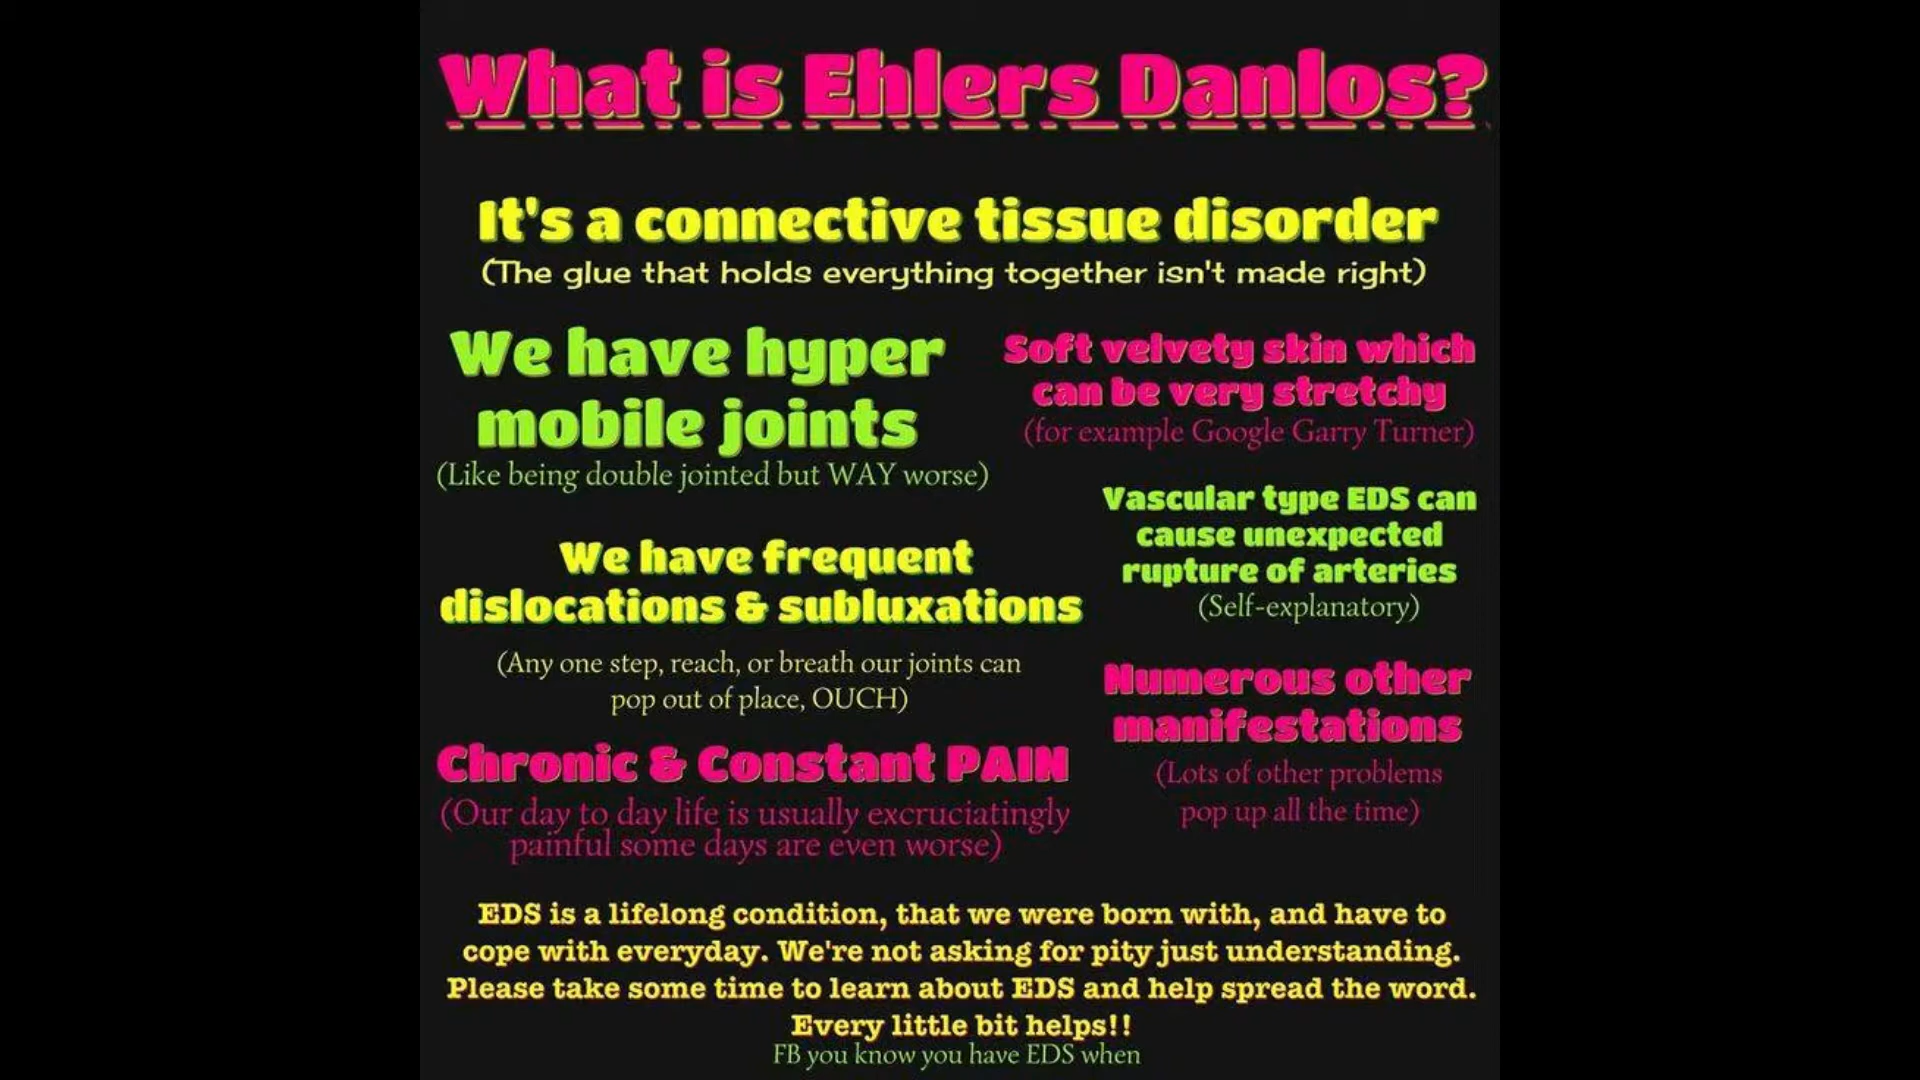 What is Ehlers Danlos?
It's a connective tissue disorder
(The glue that holds everything together isn't made right)
We have hyper
mobile joints
(Like being double jointed but WAY worse)
Soft velvety skin which
can be very stretchy
(for example Google Garry Turner)
Vascular type EDS can
cause unexpected
rupture of arteries
(Self-explanatory)
We have frequent
dislocations & subluxations
(Any one step, reach, or breath our joints can
pop out of place, OUCH)
Numerous other
manifestations
(Lots of other problems
pop up all the time)
Chronic & Constant PAIN
(Our day to day life is usually excruciatingly
painful some days are even worse)
EDS is a lifelong condition, that we were born with, and have to
cope with everyday. We're not asking for pity just understanding.
Please take some time to learn about EDS and help spread the word.
Every little bit helps!!
FB you know you have EDS when